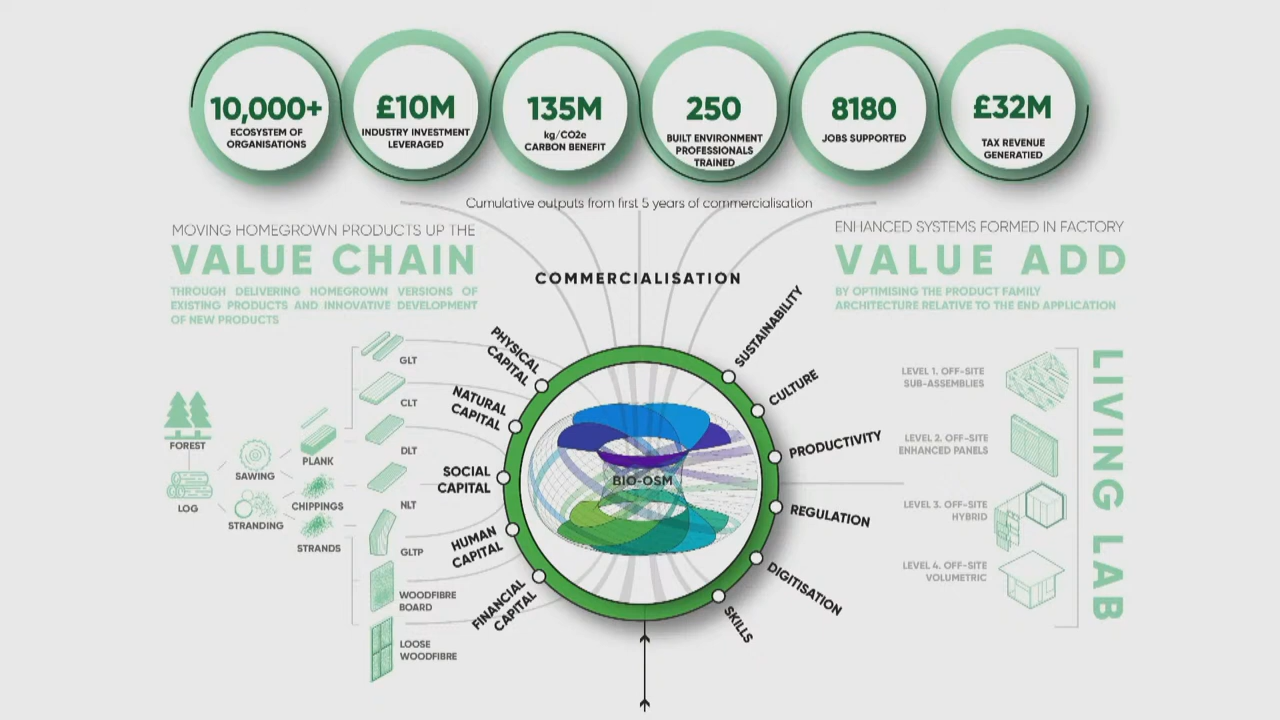 10,000+
ECOSYSTEM OF
ORGANISATIONS
£10M
INDUSTRY INVESTMENT
LEVERAGED
135M
kg/CO2e
CARBON BENEFIT
250
BUILT ENVIRONMENT
PROFESSIONALS
TRAINED
8180
JOBS SUPPORTED
£32M
TAX REVENUE
GENERATIED
Cumulative outputs from first 5 years of commercialisation
MOVING HOMEGROWN PRODUCTS UP THE
VALUE CHAIN
THROUGH DELIVERING HOMEGROWN VERSIONS OF
EXISTING PRODUCTS AND INNOVATIVE DEVELOPMENT
OF NEW PRODUCTS
ENHANCED SYSTEMS FORMED IN FACTORY
VALUE ADD
BY OPTIMISING THE PRODUCT FAMILY
ARCHITECTURE RELATIVE TO THE END APPLICATION
COMMERCIALISATION
FOREST
LOG
SAWING
STRANDING
PLANK
CHIPPINGS
STRANDS
GLT
CLT
DLT
NLT
GLTP
WOODFIBRE
BOARD
LOOSE
WOODFIBRE
PHYSICAL
CAPITAL
NATURAL
CAPITAL
SOCIAL
CAPITAL
HUMAN
CAPITAL
FINANCIAL
CAPITAL
BIO-OSM
SUSTAINABILITY
CULTURE
PRODUCTIVITY
REGULATION
DIGITISATION
SKILLS
LEVEL 1. OFF-SITE
SUB-ASSEMBLIES
LEVEL 2. OFF-SITE
ENHANCED PANELS
LEVEL 3. OFF-SITE
HYBRID
LEVEL 4. OFF-SITE
VOLUMETRIC
LIVING LAB